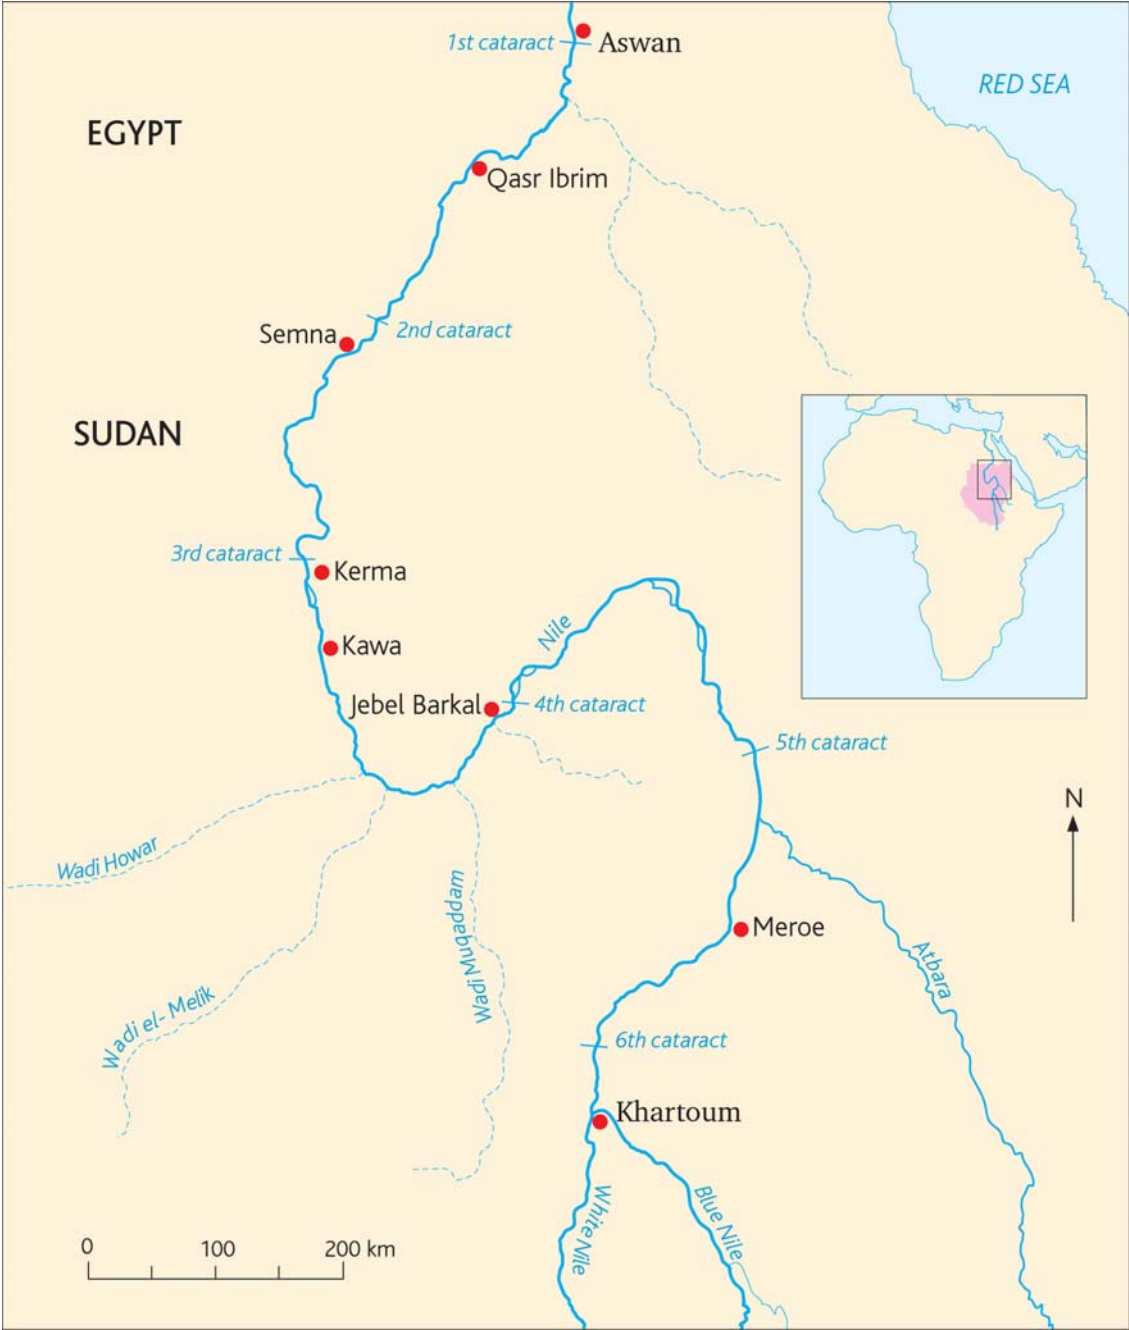 1st cataract
Aswan
RED SEA
EGYPT
Qasr Ibrim
Semna
2nd cataract
SUDAN
3rd cataract
Kerma
Kawa
Nile
Jebel Barkal
4th cataract
5th cataract
N
Wadi Howar
Wadi Muqaddam
Meroe
Atbara
Wadi el- Melik
6th cataract
Khartoum
White Nile
Blue Nile
0 100 200 km